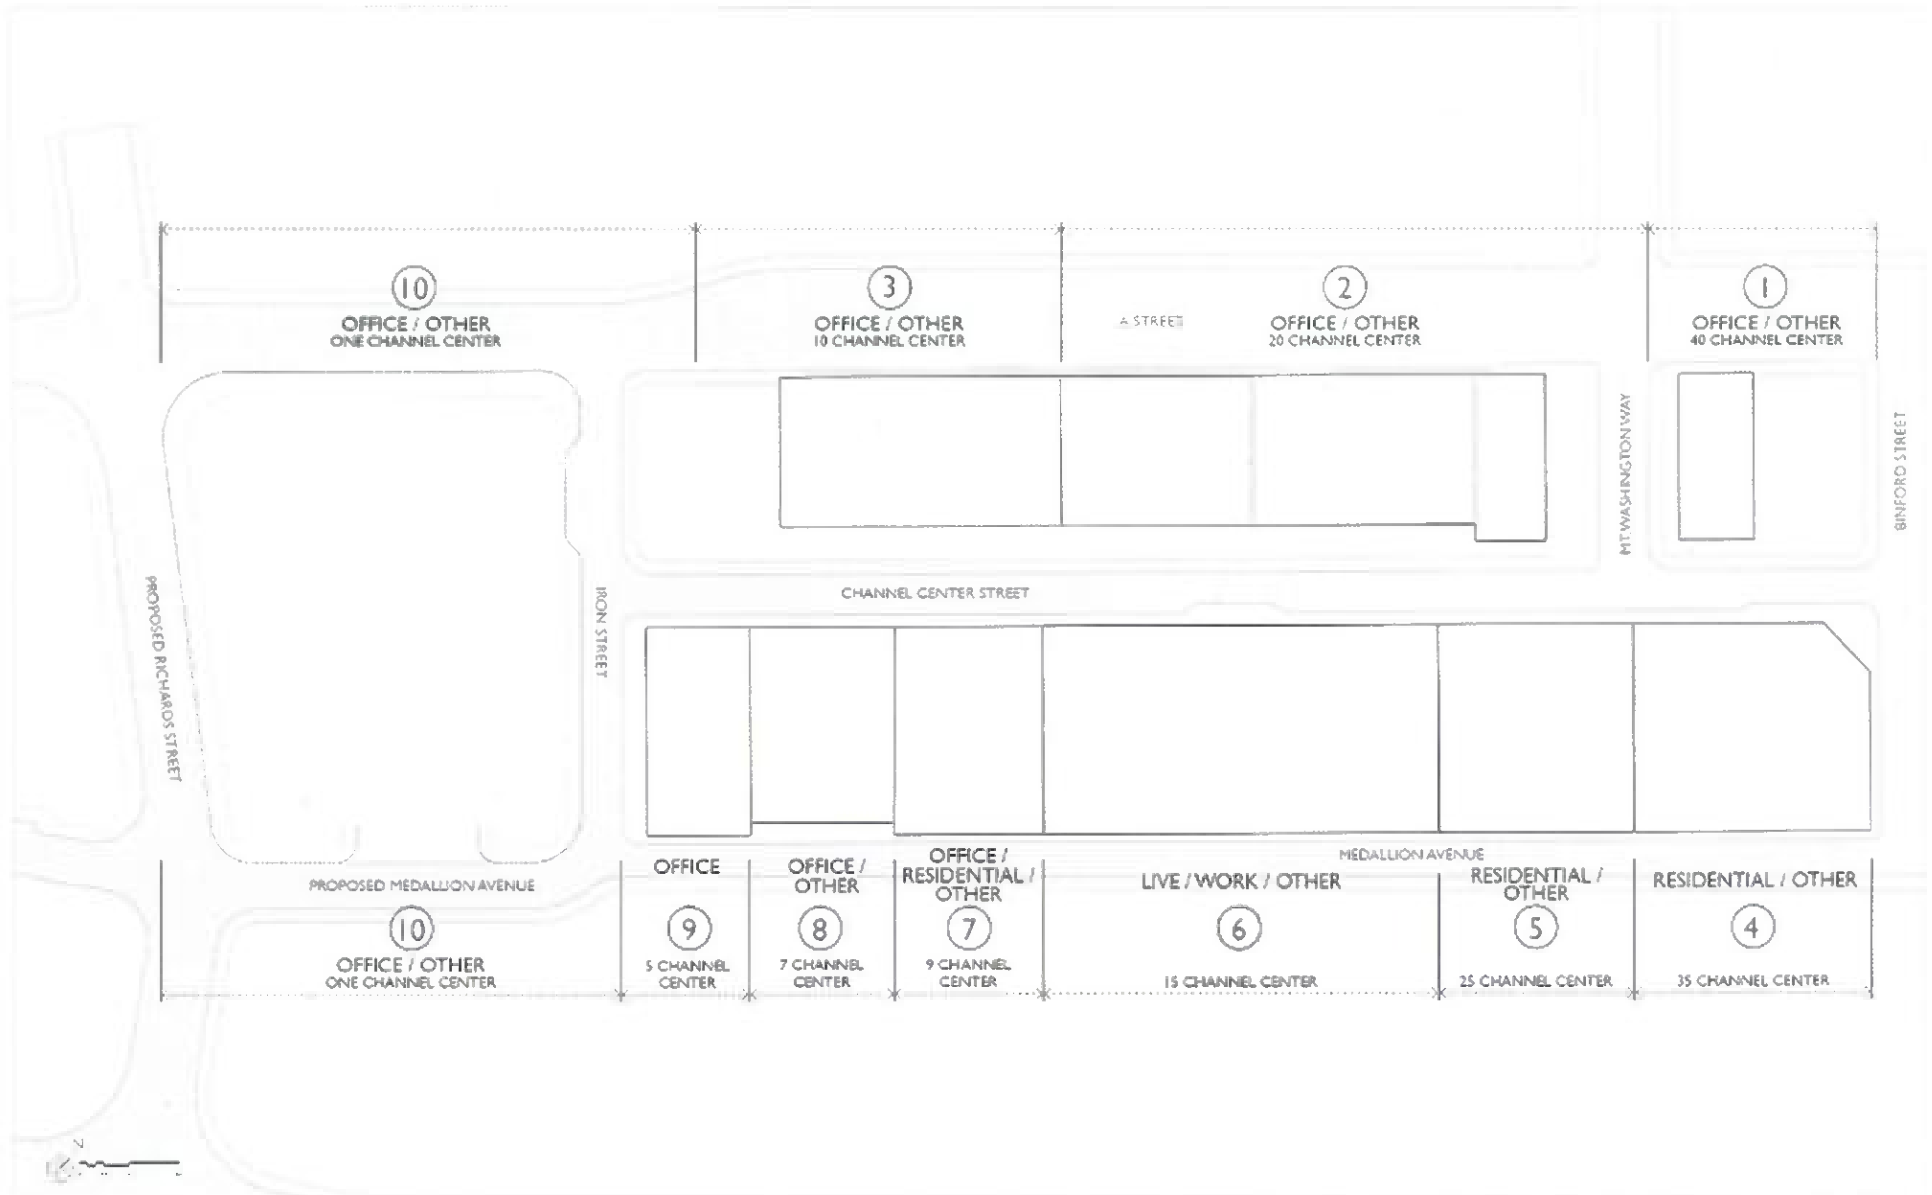 10
OFFICE / OTHER
ONE CHANNEL CENTER
3
OFFICE / OTHER
10 CHANNEL CENTER
A STREET
2
OFFICE / OTHER
20 CHANNEL CENTER
1
OFFICE / OTHER
40 CHANNEL CENTER
MT. WASHINGTON WAY
BINFORD STREET
PROPOSED RICHARDS STREET
IRON STREET
CHANNEL CENTER STREET
PROPOSED MEDALLION AVENUE
MEDALLION AVENUE
10
OFFICE / OTHER
ONE CHANNEL CENTER
OFFICE
9
5 CHANNEL
CENTER
OFFICE /
OTHER
8
7 CHANNEL
CENTER
OFFICE /
RESIDENTIAL /
OTHER
7
9 CHANNEL
CENTER
LIVE / WORK / OTHER
6
15 CHANNEL CENTER
RESIDENTIAL /
OTHER
5
25 CHANNEL CENTER
RESIDENTIAL / OTHER
4
35 CHANNEL CENTER
N